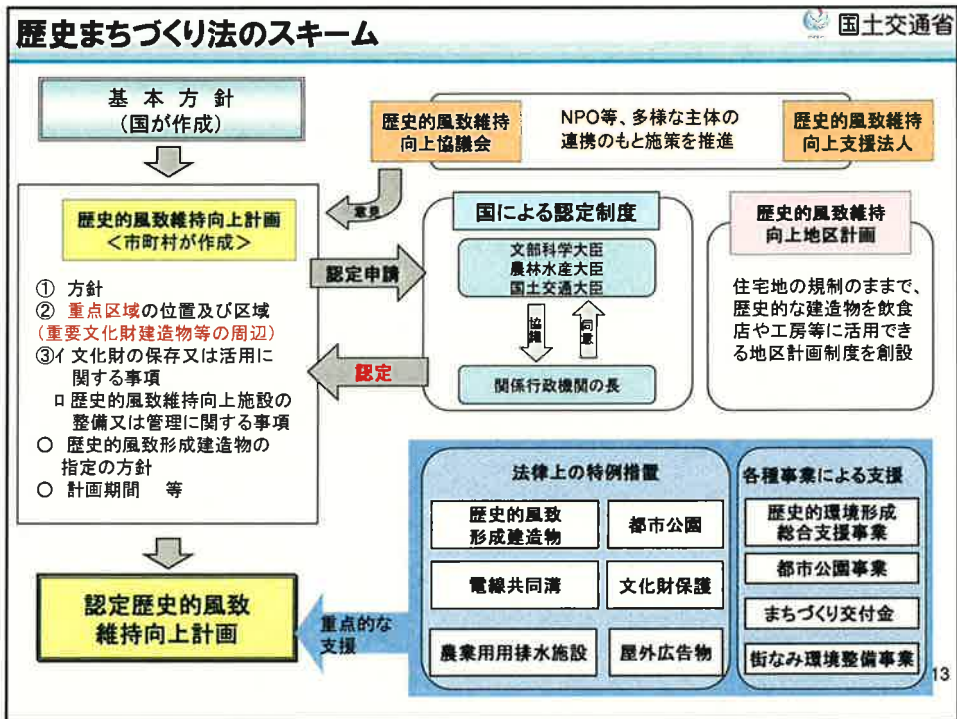 歴史まちづくり法のスキーム
国土交通省
基本方針
(国が作成)
歴史的風致維持
向上協議会
NPO等、多様な主体の
連携のもと施策を推進
歴史的風致維持
向上支援法人
意見
歴史的風致維持向上計画
<市町村が作成>
① 方針
② 重点区域の位置及び区域
(重要文化財建造物等の周辺)
③イ 文化財の保存又は活用に
関する事項
ロ 歴史的風致維持向上施設の
整備又は管理に関する事項
○ 歴史的風致形成建造物の
指定の方針
○ 計画期間 等
認定申請
認定
国による認定制度
文部科学大臣
農林水産大臣
国土交通大臣
協議
同意
関係行政機関の長
歴史的風致維持
向上地区計画
住宅地の規制のままで、
歴史的な建造物を飲食
店や工房等に活用でき
る地区計画制度を創設
認定歴史的風致
維持向上計画
重点的な
支援
法律上の特例措置
歴史的風致
形成建造物
都市公園
電線共同溝
文化財保護
農業用用排水施設
屋外広告物
各種事業による支援
歴史的環境形成
総合支援事業
都市公園事業
まちづくり交付金
街なみ環境整備事業
13